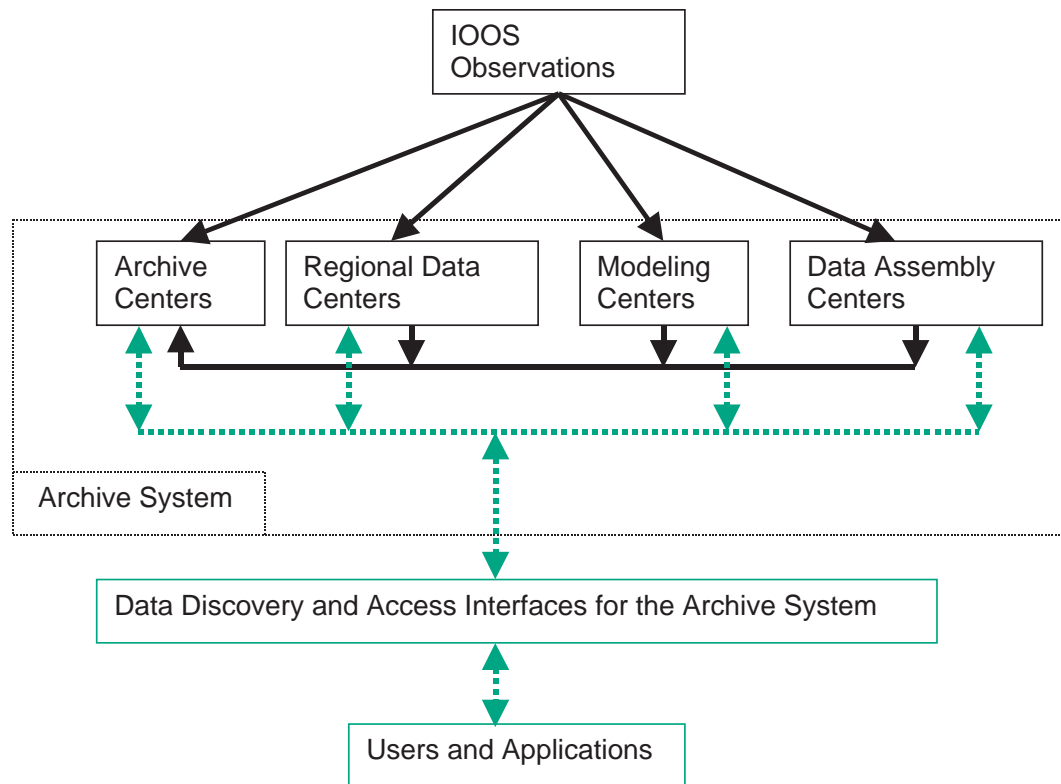 IOOS
Observations
Archive
Centers
Regional Data
Centers
Modeling
Centers
Data Assembly
Centers
Archive System
Data Discovery and Access Interfaces for the Archive System
Users and Applications